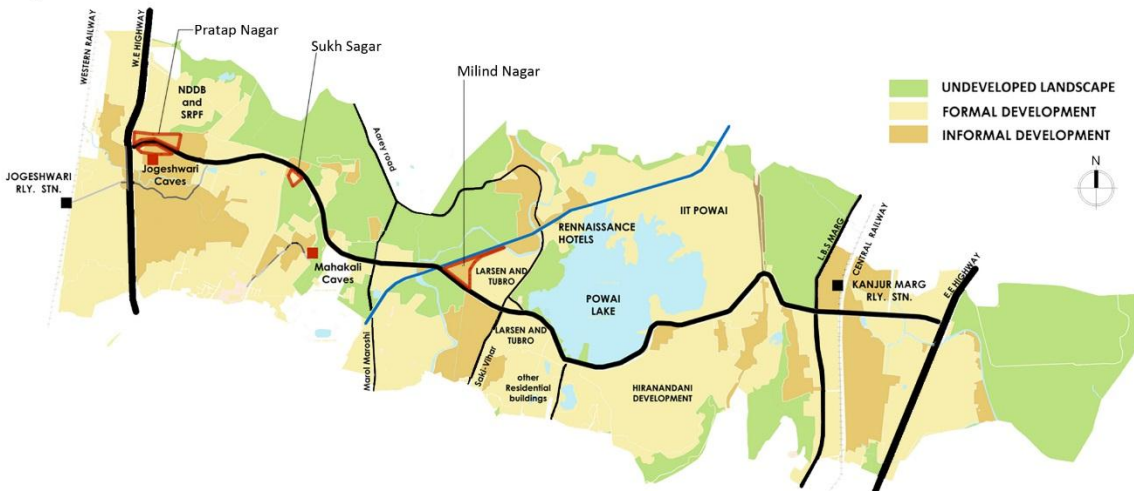 Pratap Nagar
Sukh Sagar
Milind Nagar
WESTERN RAILWAY
W.E HIGHWAY
NDDB
and
SRPF
UNDEVELOPED LANDSCAPE
FORMAL DEVELOPMENT
INFORMAL DEVELOPMENT
N
Aarey road
JOGESHWARI
RLY. STN.
Jogeshwari
Caves
Mahakali
Caves
RENNAISSANCE
HOTELS
IIT POWAI
LARSEN AND
TUBRO
POWAI
LAKE
L.B.S MARG
CENTRAL RAILWAY
KANJUR MARG
RLY. STN.
E.E HIGHWAY
Marol Maroshi
Saki-Vihar
LARSEN AND
TUBRO
other
Residential
buildings
HIRANANDANI
DEVELOPMENT